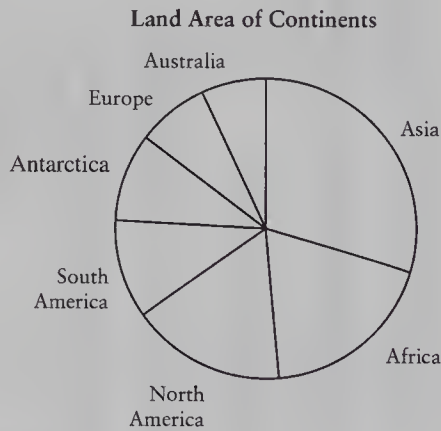 Land Area of Continents
Australia
Europe
Asia
Antarctica
South
America
Africa
North
America